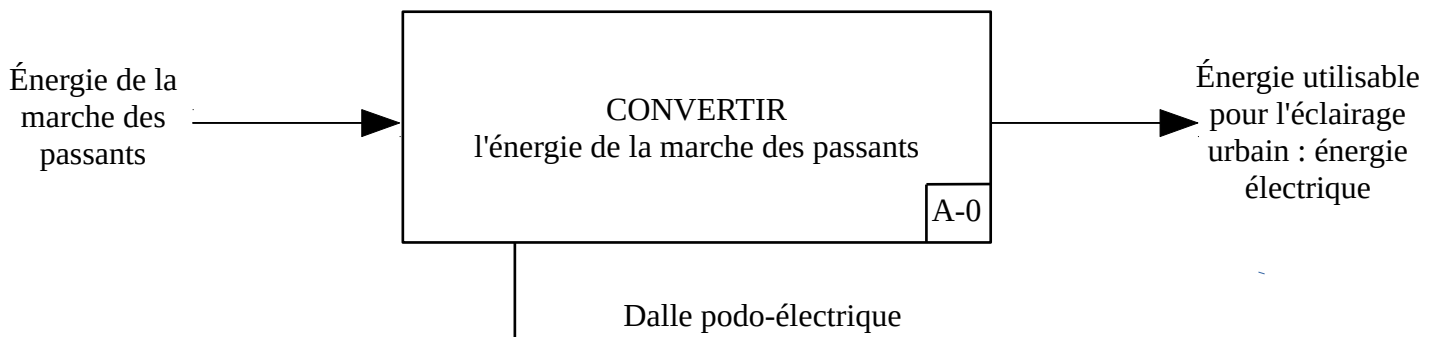 Énergie de la
marche des
passants
CONVERTIR
l'énergie de la marche des passants
A-0
Énergie utilisable
pour l'éclairage
urbain : énergie
électrique
Dalle podo-électrique